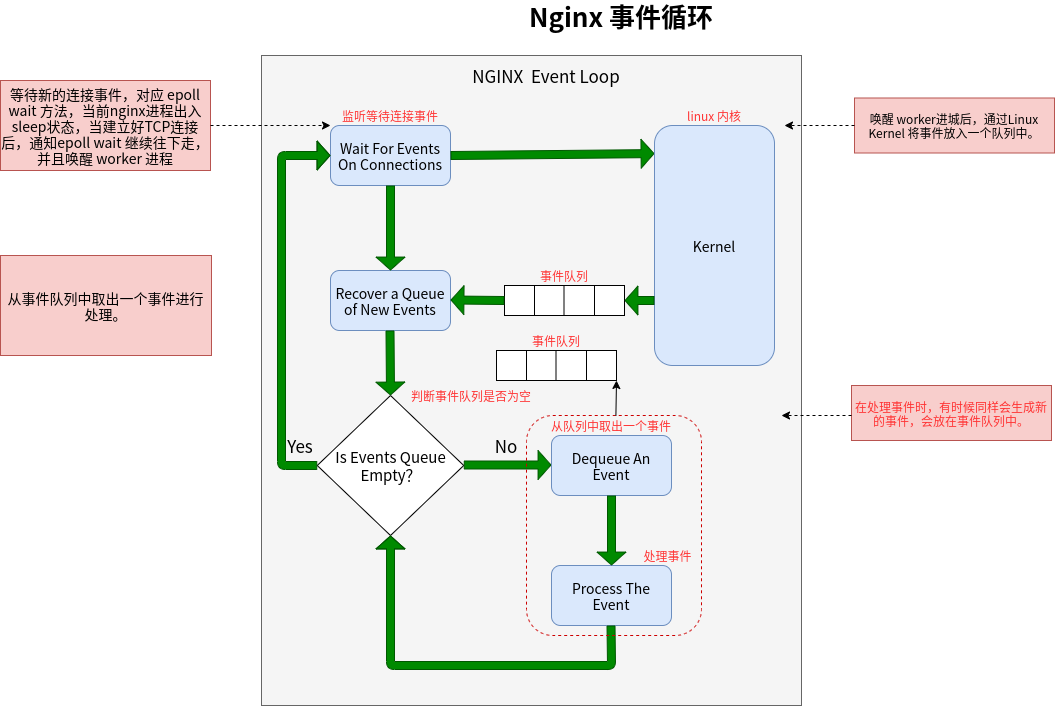 Nginx 事件循环
NGINX  Event Loop
等待新的连接事件，对应 epoll
wait 方法，当前nginx进程出入
sleep状态，当建立好TCP连接
后，通知epoll wait 继续往下走，
并且唤醒 worker 进程
监听等待连接事件
Wait For Events
On Connections
linux 内核
Kernel
唤醒 worker进城后，通过Linux
Kernel 将事件放入一个队列中。
从事件队列中取出一个事件进行
处理。
Recover a Queue
of New Events
事件队列
事件队列
判断事件队列是否为空
Is Events Queue
Empty?
Yes
No
从队列中取出一个事件
Dequeue An
Event
在处理事件时，有时候同样会生成新
的事件，会放在事件队列中。
处理事件
Process The
Event